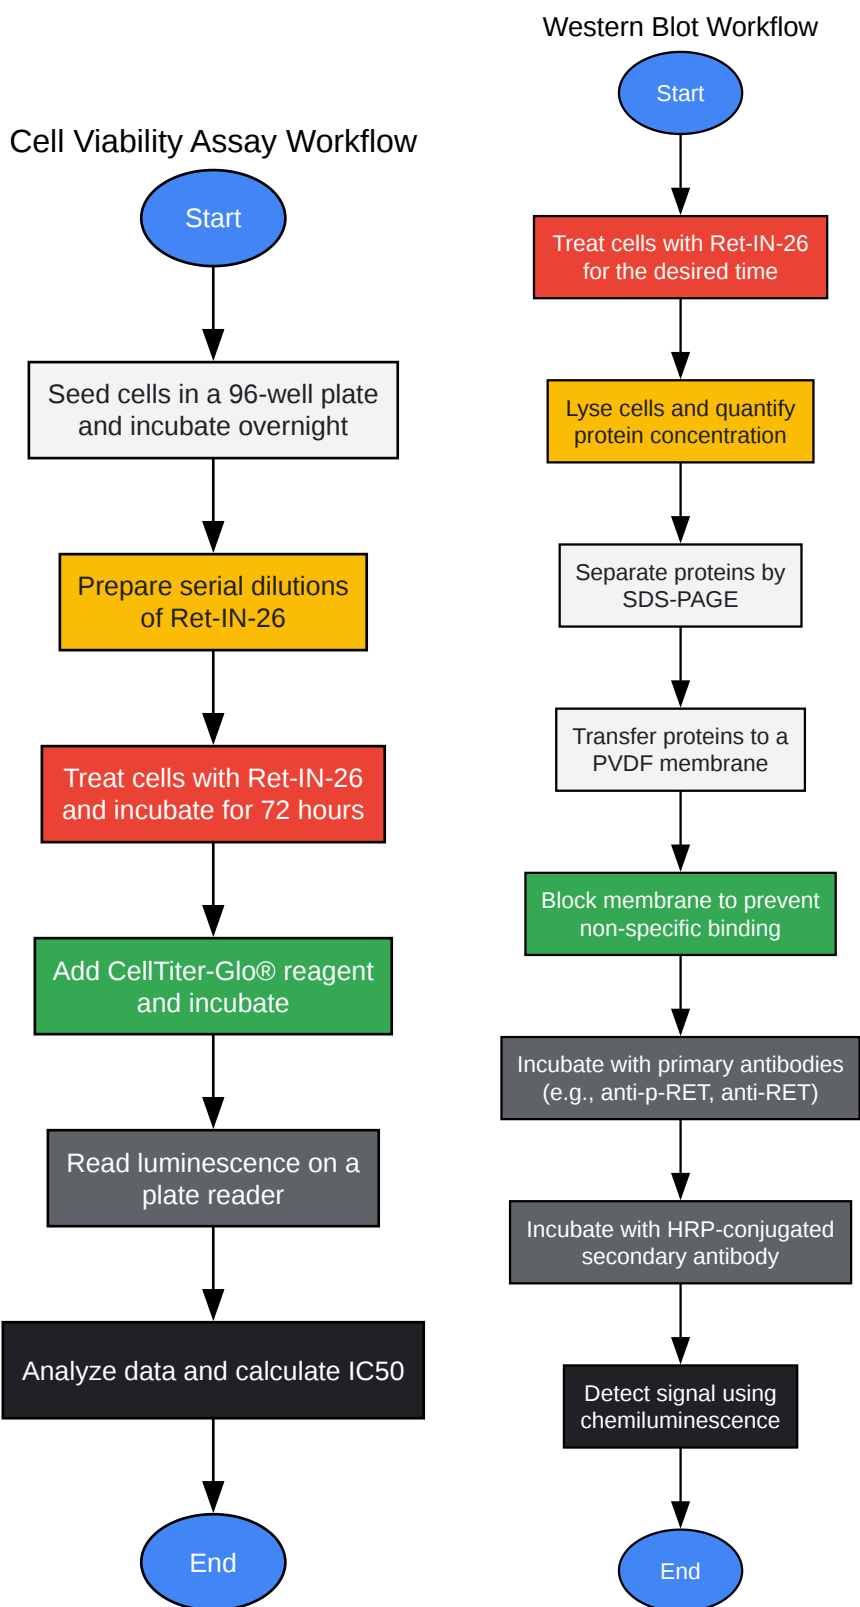 Cell Viability Assay Workflow
Start
Seed cells in a 96-well plate
and incubate overnight
Prepare serial dilutions
of Ret-IN-26
Treat cells with Ret-IN-26
and incubate for 72 hours
Add CellTiter-Glo® reagent
and incubate
Read luminescence on a
plate reader
Analyze data and calculate IC50
End
Western Blot Workflow
Start
Treat cells with Ret-IN-26
for the desired time
Lyse cells and quantify
protein concentration
Separate proteins by
SDS-PAGE
Transfer proteins to a
PVDF membrane
Block membrane to prevent
non-specific binding
Incubate with primary antibodies
(e.g., anti-p-RET, anti-RET)
Incubate with HRP-conjugated
secondary antibody
Detect signal using
chemiluminescence
End